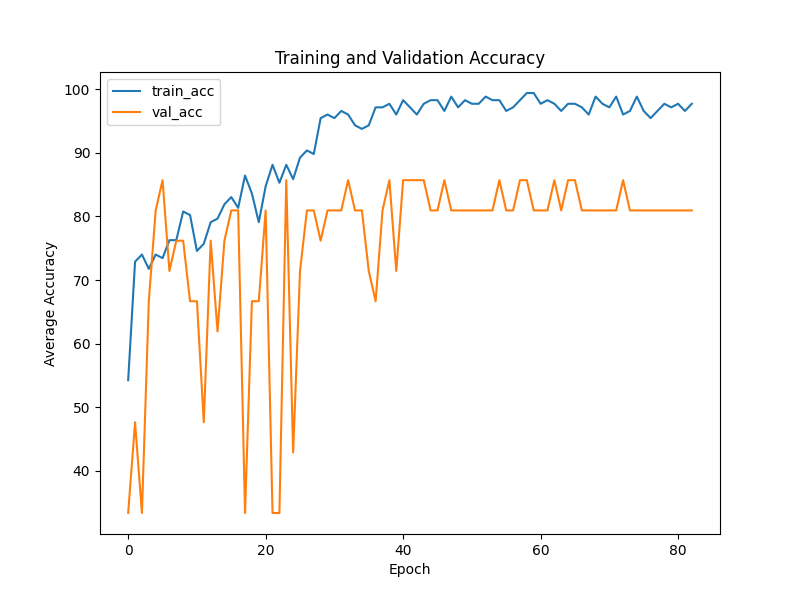 Training and Validation Accuracy
train_acc
val_acc
100
90
80
70
60
50
40
Average Accuracy
0 20 40 60 80
Epoch